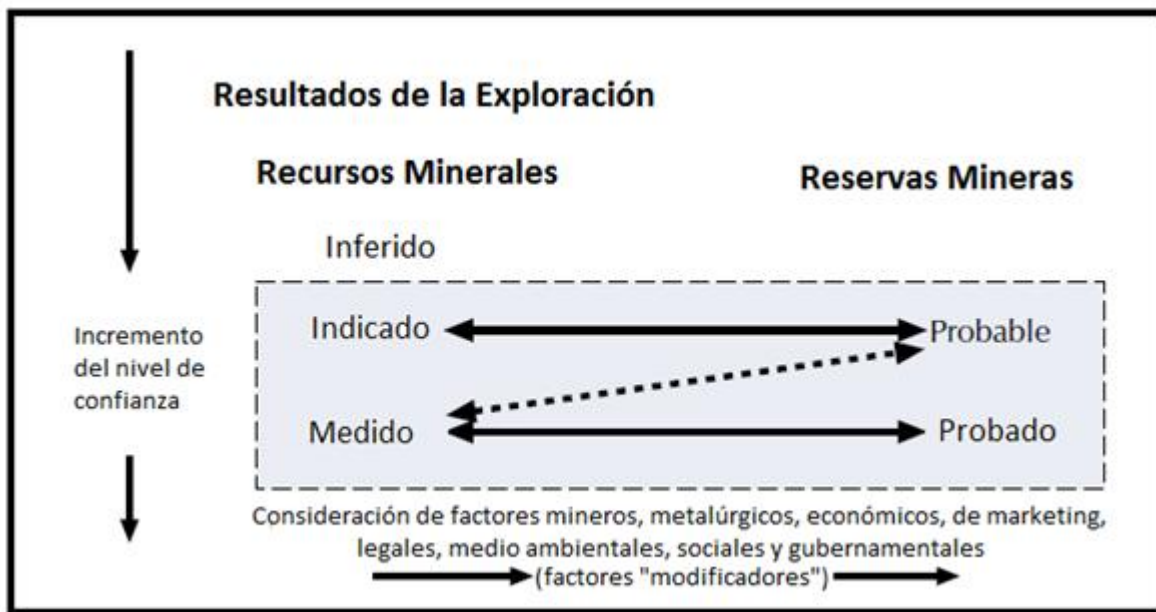 Resultados de la Exploración
Recursos Minerales
Reservas Mineras
Inferido
Indicado
Probable
Incremento
del nivel de
confianza
Medido
Probado
Consideración de factores mineros, metalúrgicos, económicos, de marketing,
legales, medio ambientales, sociales y gubernamentales
(factores "modificadores")